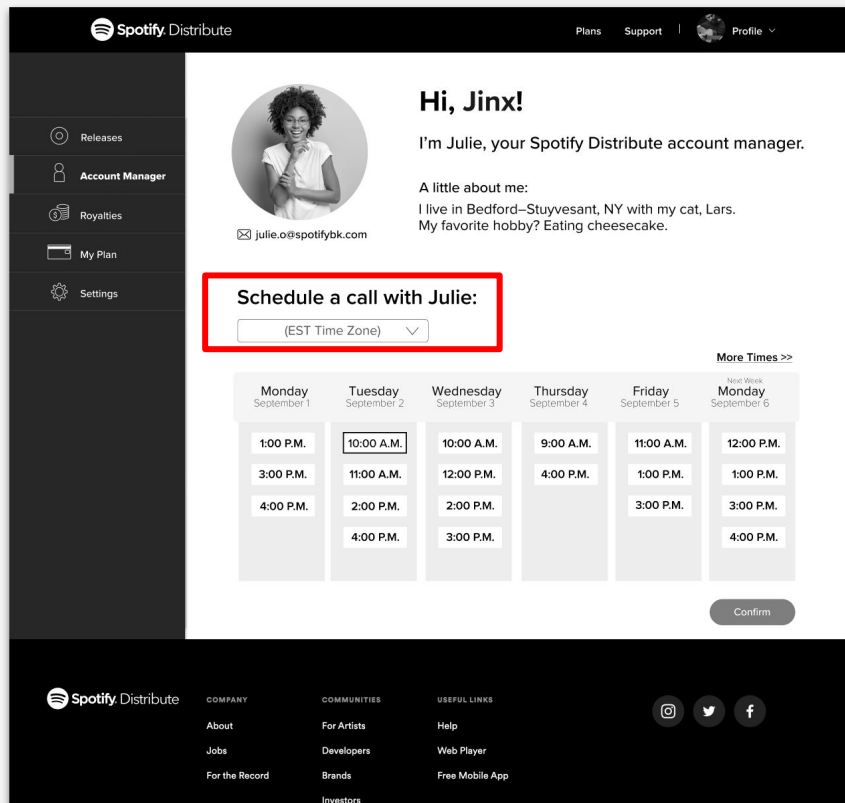 Spotify. Distribute
Plans Support Profile
Releases
Account Manager
Royalties
My Plan
Settings
Hi, Jinx!
I'm Julie, your Spotify Distribute account manager.
A little about me:
I live in Bedford–Stuyvesant, NY with my cat, Lars.
My favorite hobby? Eating cheesecake.
julie.o@spotifybk.com
Schedule a call with Julie:
(EST Time Zone)
More Times >>
Next Week
Monday Tuesday Wednesday Thursday Friday Monday
September 1 September 2 September 3 September 4 September 5 September 6
1:00 P.M. 10:00 A.M. 10:00 A.M. 9:00 A.M. 11:00 A.M. 12:00 P.M.
3:00 P.M. 11:00 A.M. 12:00 P.M. 4:00 P.M. 1:00 P.M. 1:00 P.M.
4:00 P.M. 2:00 P.M. 2:00 P.M. 3:00 P.M. 3:00 P.M.
4:00 P.M. 3:00 P.M. 4:00 P.M.
Confirm
Spotify. Distribute
COMPANY COMMUNITIES USEFUL LINKS
About For Artists Help
Jobs Developers Web Player
For the Record Brands Free Mobile App
Investors